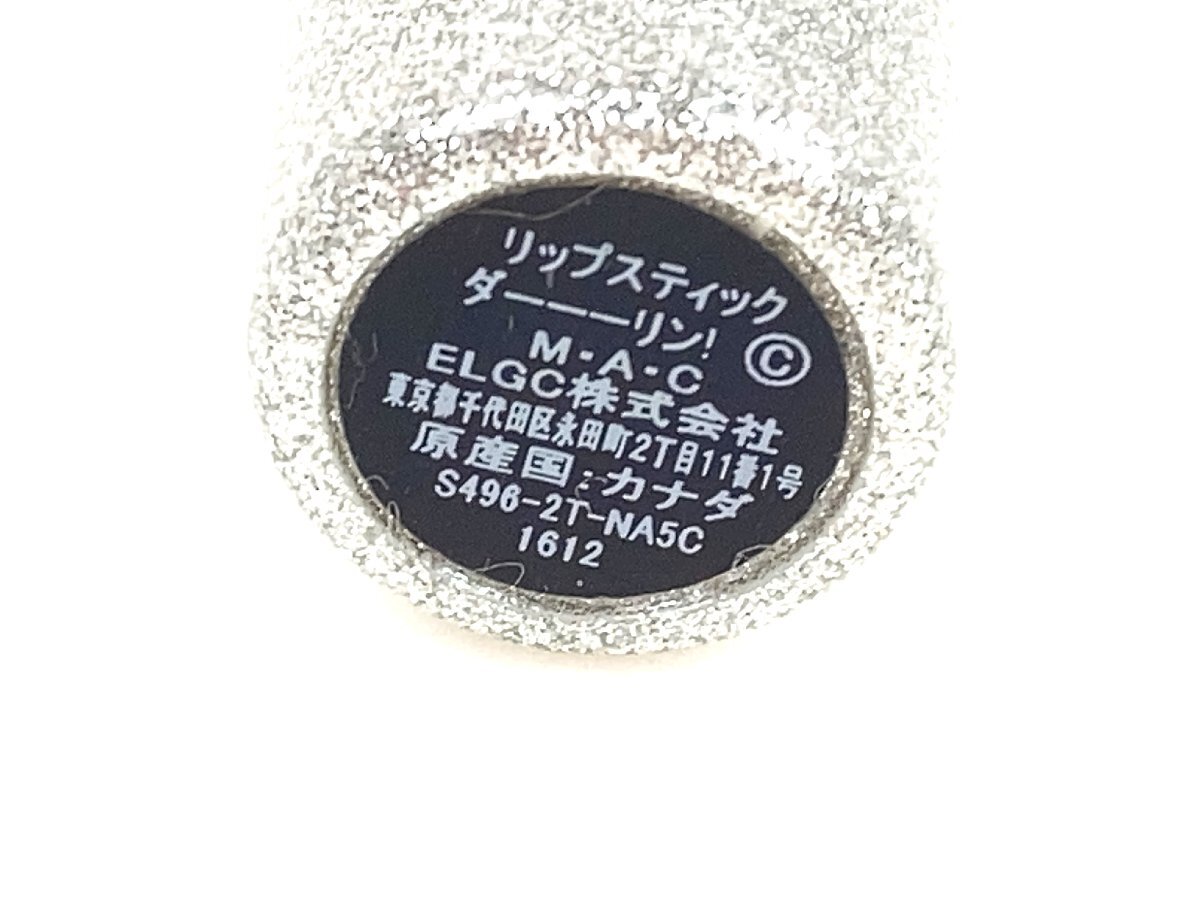 リップスティック
ダーーーリン!
©
M・A・C
ELGC株式会社
東京都千代田区永田町2丁目11番1号
原産国:カナダ
S496-2T-NA5C
1612